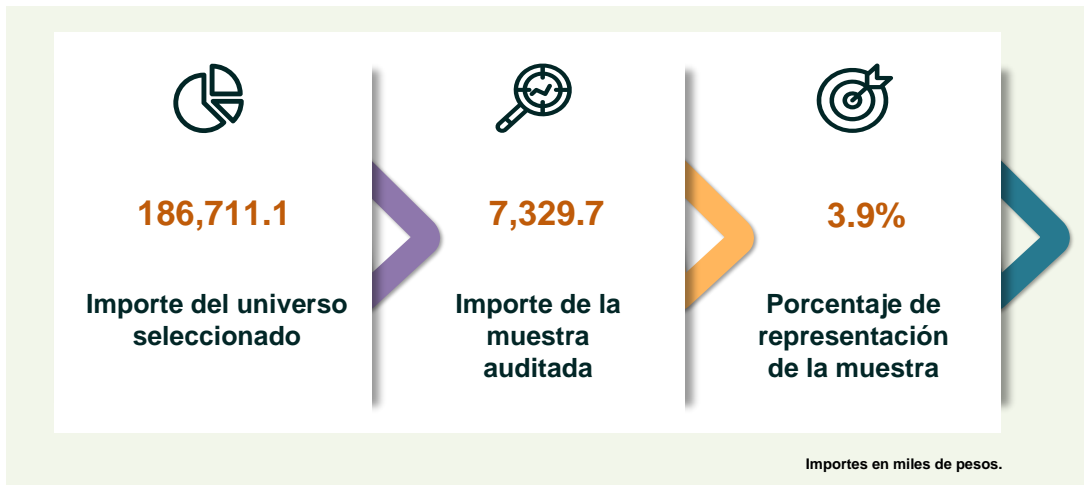 186,711.1
Importe del universo
seleccionado
7,329.7
Importe de la
muestra
auditada
3.9%
Porcentaje de
representación
de la muestra
Importes en miles de pesos.